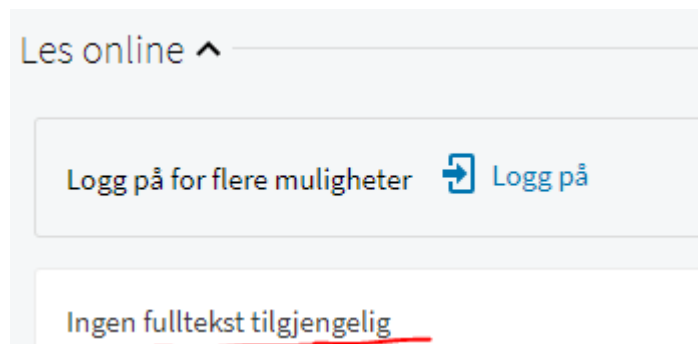 Les online
Logg på for flere muligheter Logg på
Ingen fulltekst tilgjengelig